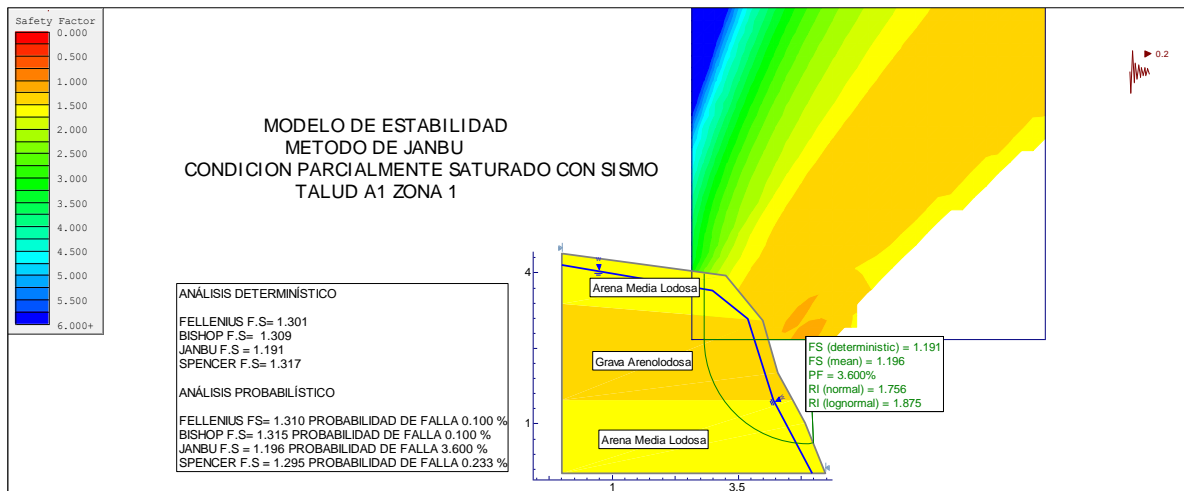 Safety Factor
0.000
0.500
1.000
1.500
2.000
2.500
3.000
3.500
4.000
4.500
5.000
5.500
6.000+
MODELO DE ESTABILIDAD
METODO DE JANBU
CONDICION PARCIALMENTE SATURADO CON SISMO
TALUD A1 ZONA 1
0.2
ANÁLISIS DETERMINÍSTICO
FELLENIUS F.S= 1.301
BISHOP F.S= 1.309
JANBU F.S = 1.191
SPENCER F.S= 1.317
ANÁLISIS PROBABILÍSTICO
FELLENIUS FS= 1.310 PROBABILIDAD DE FALLA 0.100 %
BISHOP F.S= 1.315 PROBABILIDAD DE FALLA 0.100 %
JANBU F.S = 1.196 PROBABILIDAD DE FALLA 3.600 %
SPENCER F.S = 1.295 PROBABILIDAD DE FALLA 0.233 %
4
1
Arena Media Lodosa
Grava Arenolodosa
Arena Media Lodosa
1
3.5
FS (deterministic) = 1.191
FS (mean) = 1.196
PF = 3.600%
RI (normal) = 1.756
RI (lognormal) = 1.875